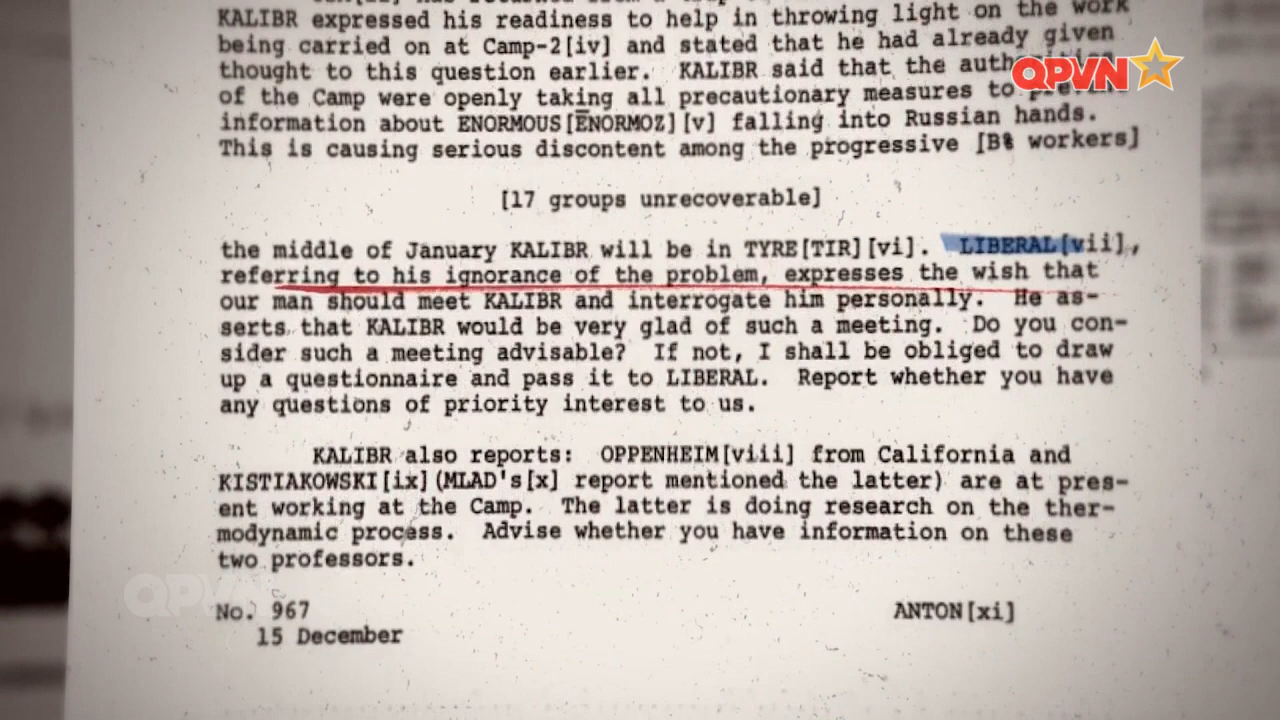 KALIBR expressed his readiness to help in throwing light on the work
being carried on at Camp-2[iv] and stated that he had already given
thought to this question earlier. KALIBR said that the
of the Camp were openly taking all precautionary measures to
information about ENORMOUS[ENORMOZ][v] falling into Russian hands.
This is causing serious discontent among the progressive [B% workers]
[17 groups unrecoverable]
the middle of January KALIBR will be in TYRE[TIR][vi]. LIBERAL[vii],
referring to his ignorance of the problem, expresses the wish that
our man should meet KALIBR and interrogate him personally. He as-
serts that KALIBR would be very glad of such a meeting. Do you con-
sider such a meeting advisable? If not, I shall be obliged to draw
up a questionnaire and pass it to LIBERAL. Report whether you have
any questions of priority interest to us.
KALIBR also reports: OPPENHEIM[viii] from California and
KISTIAKOWSKI[ix](MLAD's[x] report mentioned the latter) are at pres-
ent working at the Camp. The latter is doing research on the ther-
modynamic process. Advise whether you have information on these
two professors.
No. 967 ANTON[xi]
15 December
QPVN
QPVN